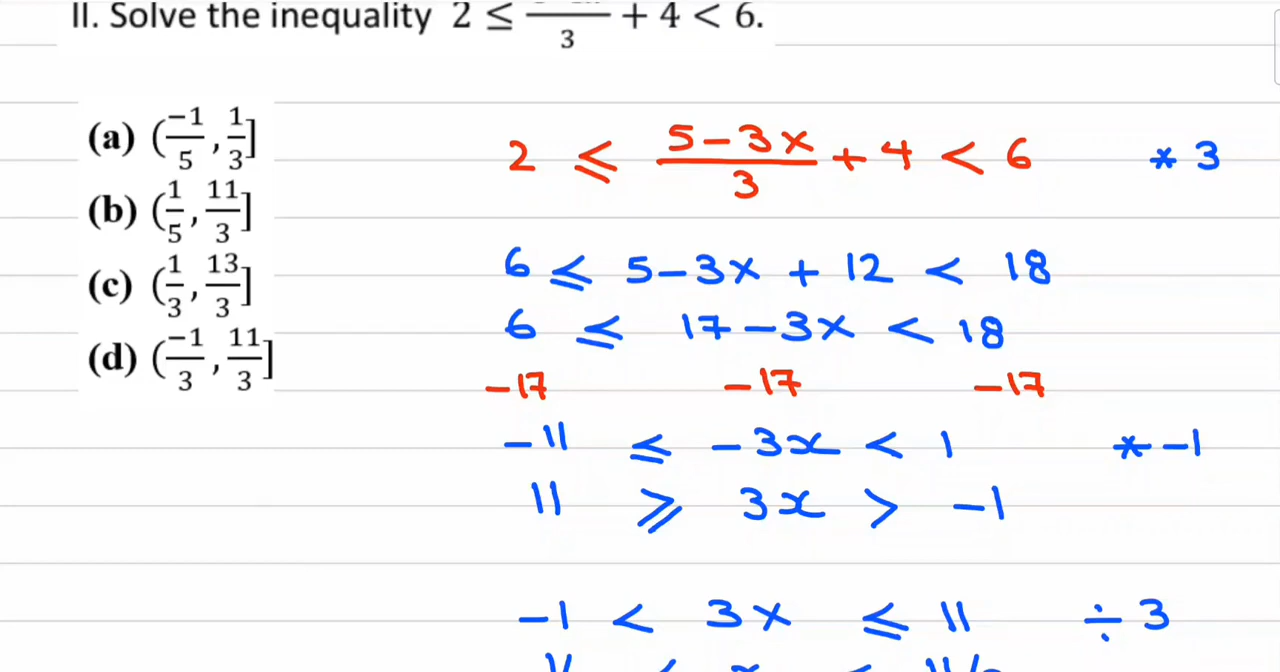 II. Solve the inequality 2 ≤ —/3 + 4 < 6.
(a) (-1/5, 1/3]
(b) (1/5, 11/3]
(c) (1/3, 13/3]
(d) (-1/3, 11/3]
2 ≤ (5-3x)/3 + 4 < 6 * 3
6 ≤ 5-3x + 12 < 18
6 ≤ 17-3x < 18
-17 -17 -17
-11 ≤ -3x < 1 * -1
11 ≥ 3x > -1
-1 < 3x ≤ 11 ÷ 3